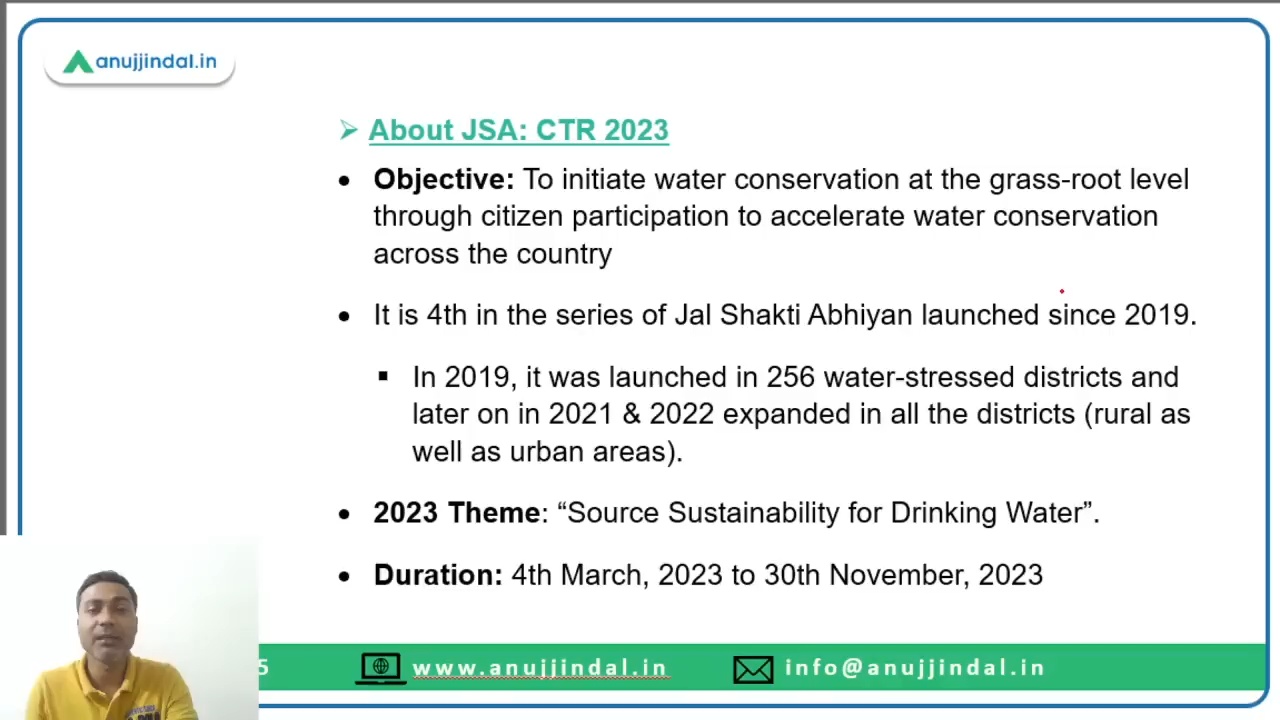 anujjindal.in
➢ About JSA: CTR 2023
• Objective: To initiate water conservation at the grass-root level
through citizen participation to accelerate water conservation
across the country
• It is 4th in the series of Jal Shakti Abhiyan launched since 2019.
▪ In 2019, it was launched in 256 water-stressed districts and
later on in 2021 & 2022 expanded in all the districts (rural as
well as urban areas).
• 2023 Theme: “Source Sustainability for Drinking Water”.
• Duration: 4th March, 2023 to 30th November, 2023
5 www.anujjindal.in info@anujjindal.in